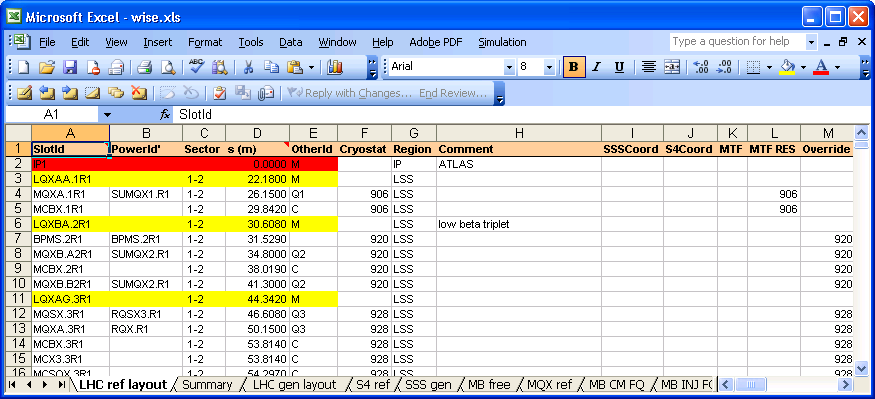 Microsoft Excel - wise.xls
File Edit View Insert Format Tools Data Window Help Adobe PDF Simulation Type a question for help
Arial 8 B I U
Reply with Changes... End Review...
A1 fx SlotId
A B C D E F G H I J K L M
1 SlotId PowerId' Sector s (m) OtherId Cryostat Region Comment SSSCoord S4Coord MTF MTF RES Override
2 IP1 0.0000 M IP ATLAS
3 LQXAA.1R1 1-2 22.1800 M LSS
4 MQXA.1R1 SUMQX1.R1 1-2 26.1500 Q1 906 LSS 906
5 MCBX.1R1 1-2 29.8420 C 906 LSS 906
6 LQXBA.2R1 1-2 30.6080 M LSS low beta triplet
7 BPMS.2R1 BPMS.2R1 1-2 31.5290 920 LSS 920
8 MQXB.A2R1 SUMQX2.R1 1-2 34.8000 Q2 920 LSS 920
9 MCBX.2R1 1-2 38.0190 C 920 LSS 920
10 MQXB.B2R1 SUMQX2.R1 1-2 41.3000 Q2 920 LSS 920
11 LQXAG.3R1 1-2 44.3420 M LSS
12 MQSX.3R1 RQSX3.R1 1-2 46.6080 Q3 928 LSS 928
13 MQXA.3R1 RQX.R1 1-2 50.1500 Q3 928 LSS 928
14 MCBX.3R1 1-2 53.8140 C 928 LSS 928
15 MCX3.3R1 1-2 53.8140 C 928 LSS 928
16 MCSOX.3R1 1-2 54.2970 C 928 LSS 928
LHC ref layout Summary LHC gen layout S4 ref SSS gen MB free MQX ref MB CM FQ MB INJ FQ